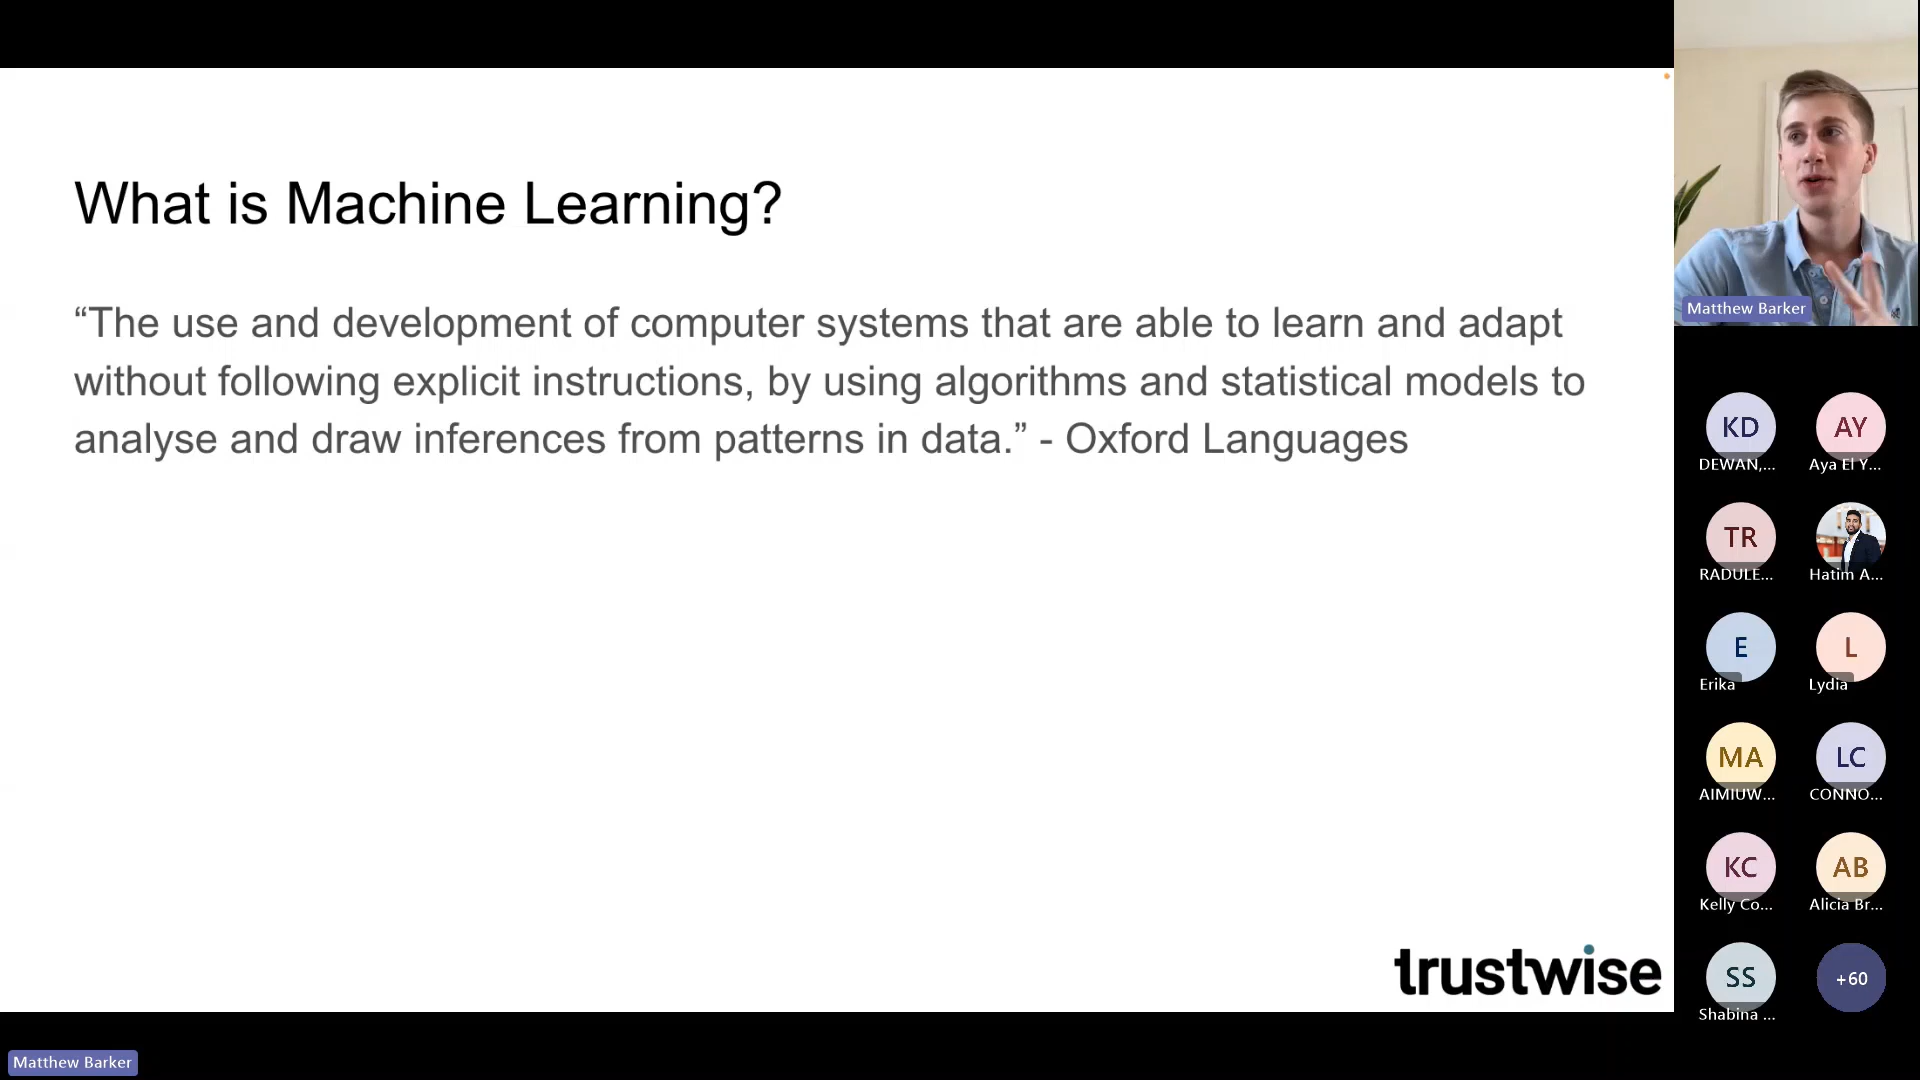 What is Machine Learning?
“The use and development of computer systems that are able to learn and adapt
without following explicit instructions, by using algorithms and statistical models to
analyse and draw inferences from patterns in data.” - Oxford Languages
trustwise
Matthew Barker
Matthew Barker
KD
AY
DEWAN,...
Aya El Y...
TR
RADULE...
Hatim A...
E
L
Erika
Lydia
MA
LC
AIMIUW...
CONNO...
KC
AB
Kelly Co...
Alicia Br...
SS
+60
Shabina ...